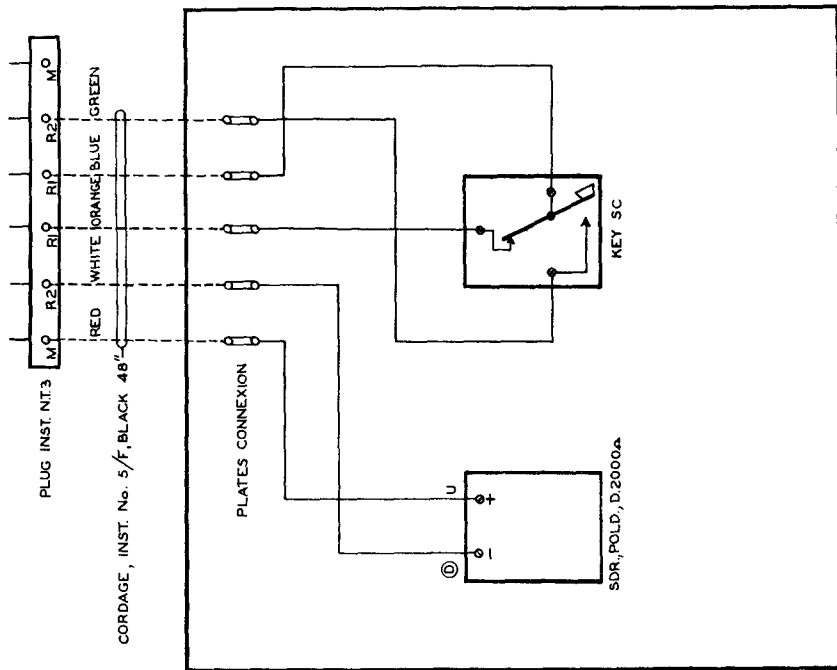 PLUG INST. N.T.3
M R2 R1 R1 R2 M
RED WHITE ORANGE BLUE GREEN
CORDAGE, INST. No. 5/F, BLACK 48"
PLATES CONNEXION
D U
− +
SDR., POLD., D.2000Ω
KEY SC